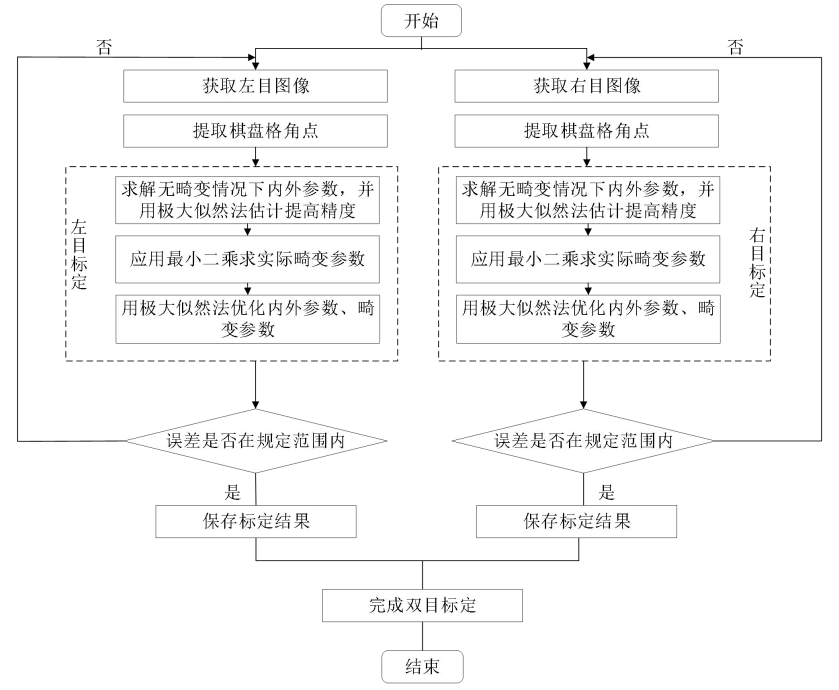 开始
否
否
获取左目图像
获取右目图像
提取棋盘格角点
提取棋盘格角点
求解无畸变情况下内外参数，并
用极大似然法估计提高精度
求解无畸变情况下内外参数，并
用极大似然法估计提高精度
左目标定
右目标定
应用最小二乘求实际畸变参数
应用最小二乘求实际畸变参数
用极大似然法优化内外参数、畸
变参数
用极大似然法优化内外参数、畸
变参数
误差是否在规定范围内
误差是否在规定范围内
是
是
保存标定结果
保存标定结果
完成双目标定
结束